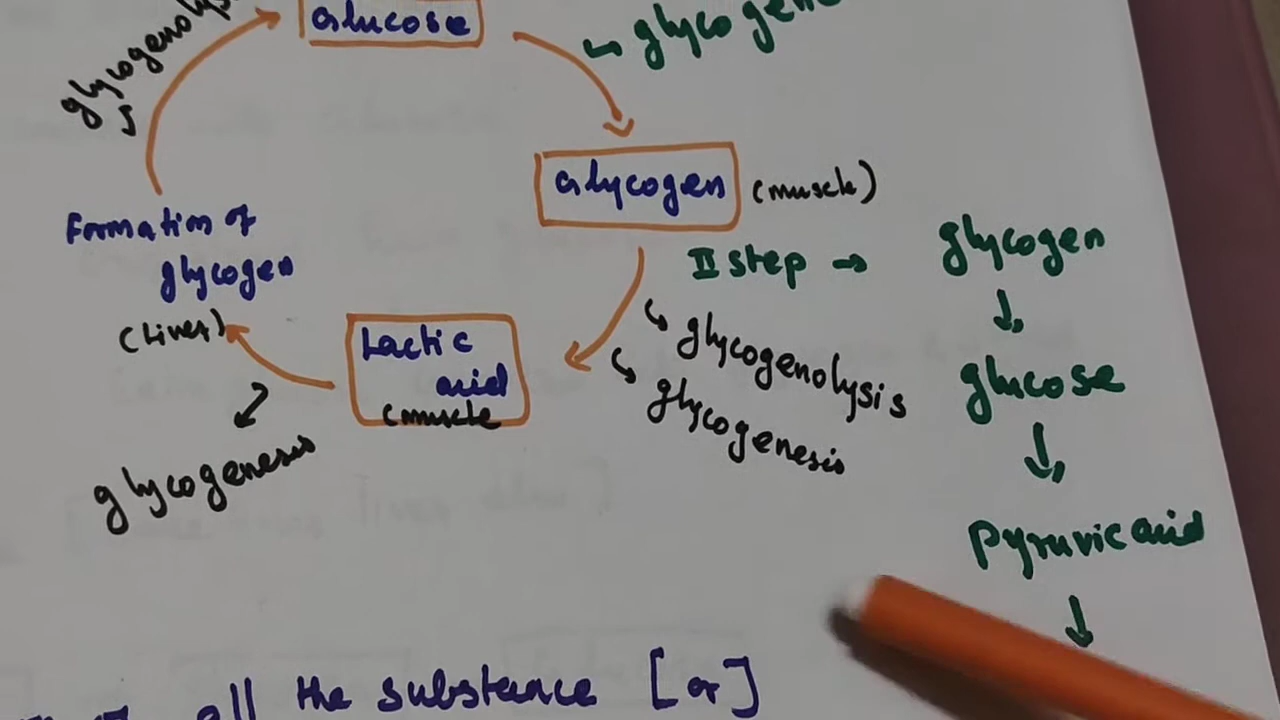 Glucose
Glycogen (muscle)
Formation of
glycogen
(Liver)
II step →
glycogen
↓
glucose
↓
pyruvic acid
↓
glycogenolysis
glycogenesis
Lactic
acid
(muscle
glycogenesis
all the substance [or]